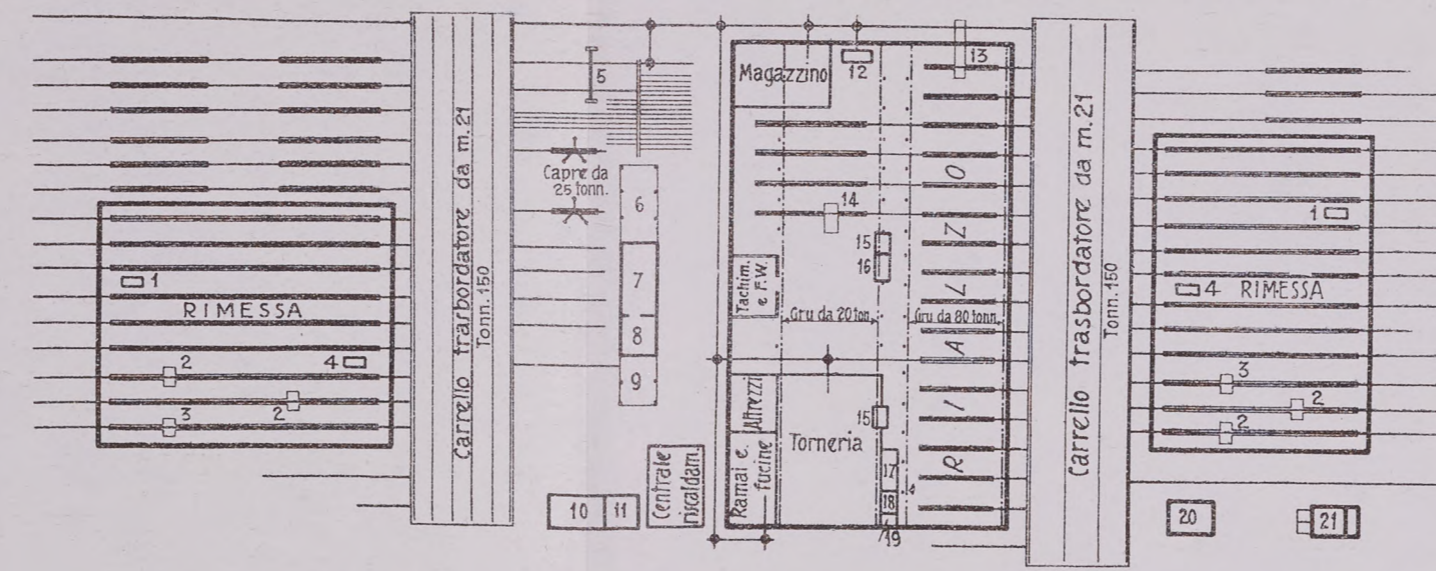 1
RIMESSA
4
2
2
3
Carrello trasbordatore da m. 21
Tonn. 150
5
Capre da
25 tonn.
6
7
8
9
10
11
Centrale
riscaldam.
Magazzino
12
13
14
15
16
Tachim.
e F.W.
Gru da 20 ton.
Gru da 80 tonn.
RIALZO
Attrezzi
Ramai e
fucine
Torneria
15
17
18
19
Carrello trasbordatore da m. 21
Tonn. 150
1
4 RIMESSA
3
2
2
20
21